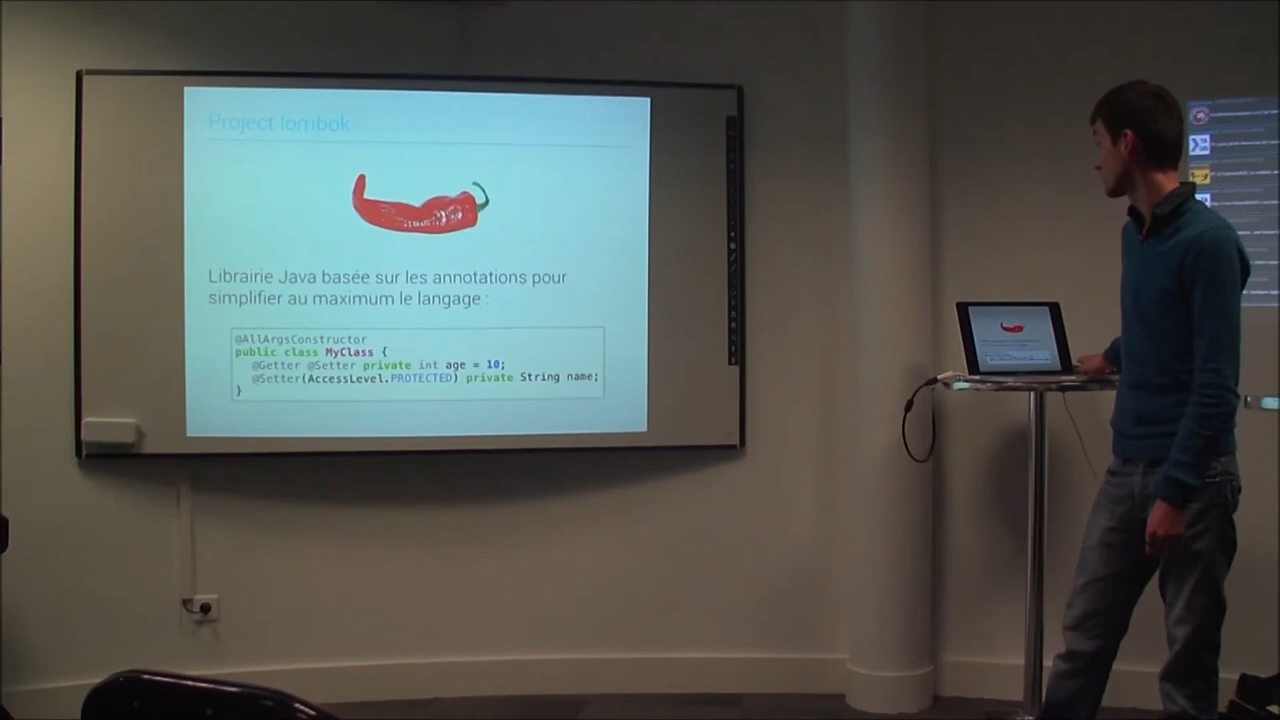 Project lombok
Librairie Java basée sur les annotations pour
simplifier au maximum le langage :
@AllArgsConstructor
public class MyClass {
@Getter @Setter private int age = 10;
@Setter(AccessLevel.PROTECTED) private String name;
}